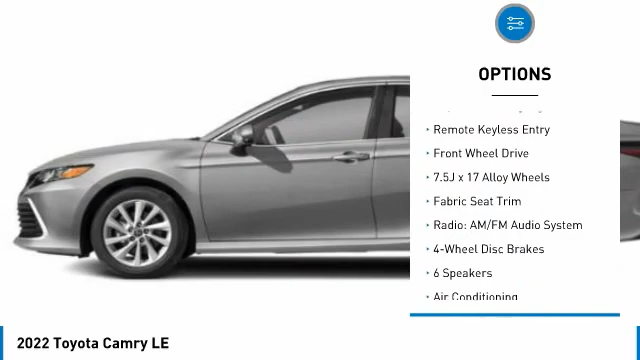 OPTIONS
Remote Keyless Entry
Front Wheel Drive
7.5J x 17 Alloy Wheels
Fabric Seat Trim
Radio: AM/FM Audio System
4-Wheel Disc Brakes
6 Speakers
Air Conditioning
2022 Toyota Camry LE